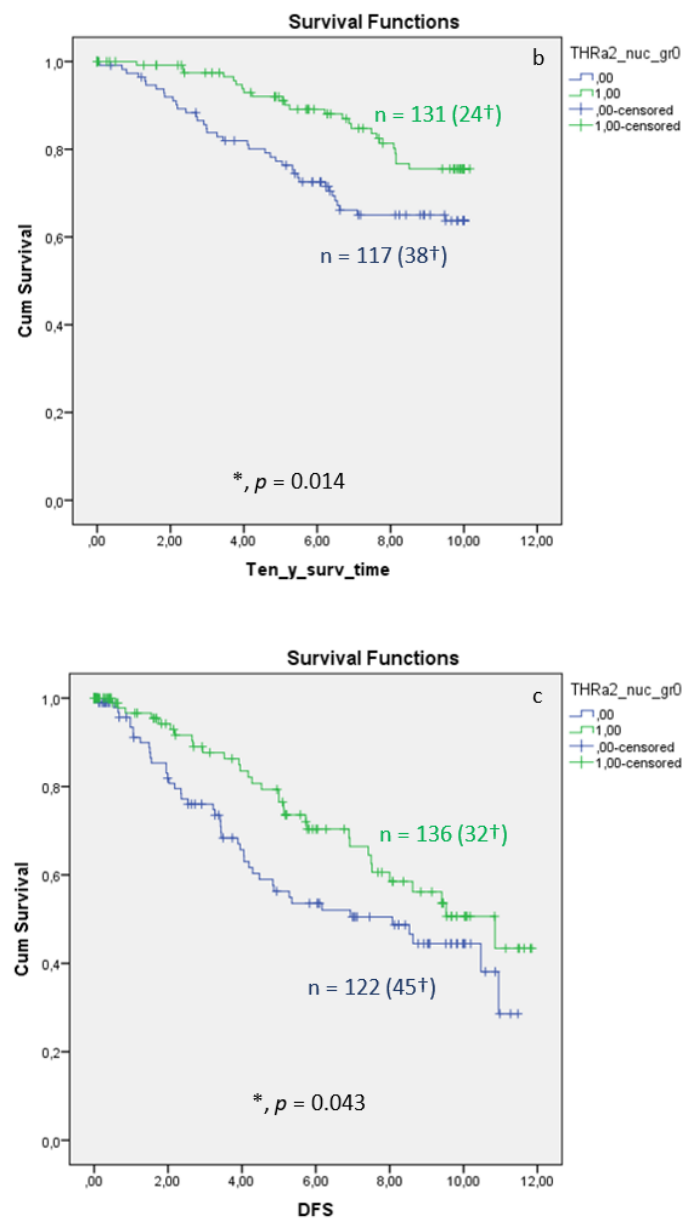 Survival Functions
b
THRa2_nuc_gr0
,00
1,00
,00-censored
1,00-censored
n = 131 (24†)
n = 117 (38†)
*, p = 0.014
Cum Survival
1,0
0,8
0,6
0,4
0,2
0,0
,00 2,00 4,00 6,00 8,00 10,00 12,00
Ten_y_surv_time
Survival Functions
c
THRa2_nuc_gr0
,00
1,00
,00-censored
1,00-censored
n = 136 (32†)
n = 122 (45†)
*, p = 0.043
Cum Survival
1,0
0,8
0,6
0,4
0,2
0,0
,00 2,00 4,00 6,00 8,00 10,00 12,00
DFS